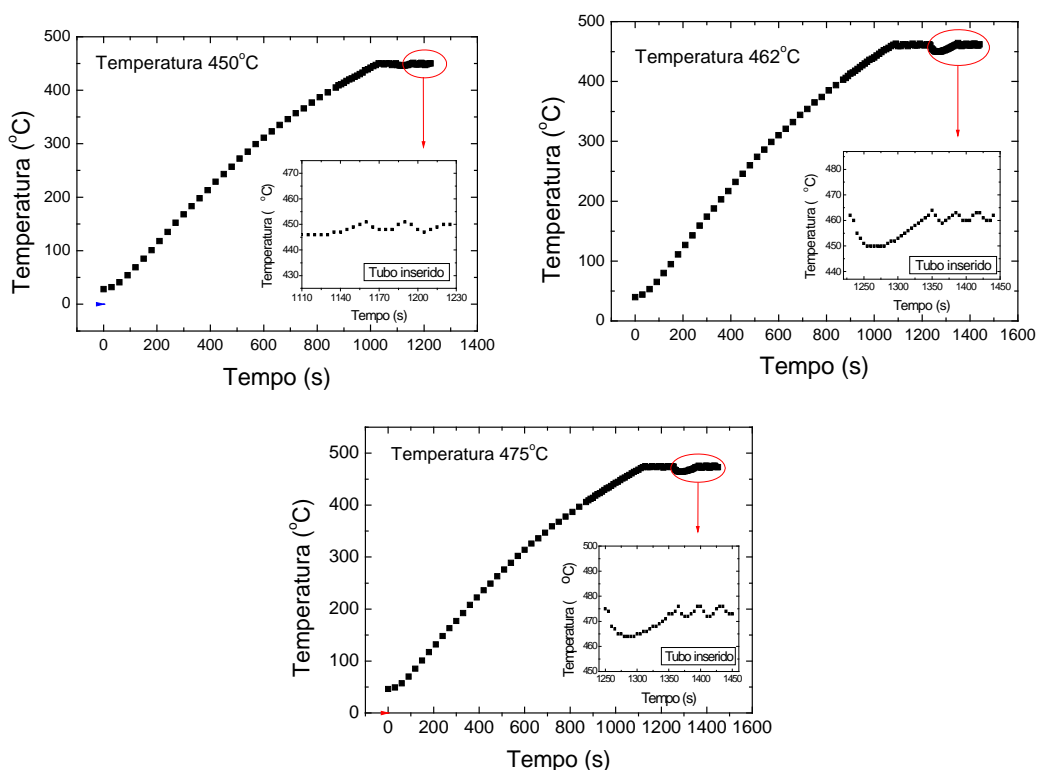 Temperatura 450°C
Temperatura (°C)
500
400
300
200
100
0
0 200 400 600 800 1000 1200 1400
Tempo (s)
Temperatura ( °C)
470
460
450
440
430
1110 1140 1170 1200 1230
Tempo (s)
Tubo inserido
Temperatura 462°C
Temperatura (°C)
500
400
300
200
100
0
0 200 400 600 800 1000 1200 1400 1600
Tempo (s)
Temperatura ( °C)
480
470
460
450
440
1250 1300 1350 1400 1450
Tempo (s)
Tubo inserido
Temperatura 475°C
Temperatura (°C)
500
400
300
200
100
0
0 200 400 600 800 1000 1200 1400 1600
Tempo (s)
Temperatura ( °C)
500
490
480
470
460
450
1250 1300 1350 1400 1450
Tempo (s)
Tubo inserido